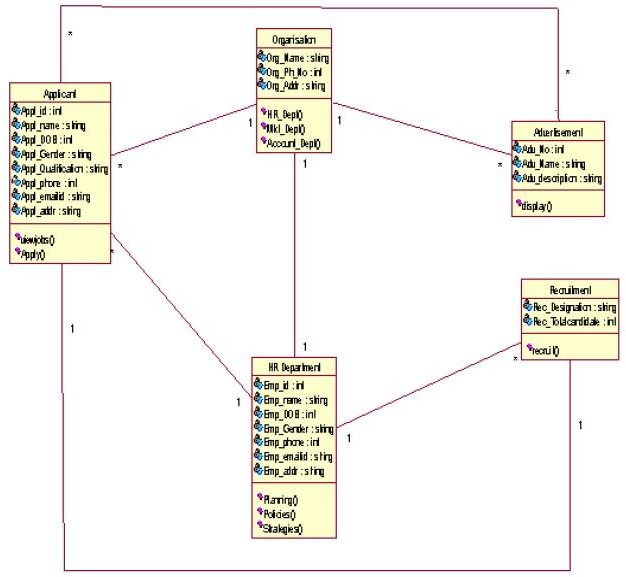 *
Organisation
Org_Name : string
Org_Ph_No : int
Org_Addr : string
HR_Dept()
Mkt_Dept()
Account_Dept()
*
Applicant
Appl_id : int
Appl_name : string
Appl_DOB : int
Appl_Gender : string
Appl_Qualification : string
Appl_phone : int
Appl_emailid : string
Appl_addr : string
viewjobs()
Apply()
1
1
*
*
Advertisement
Adv_No : int
Adv_Name : string
Adv_description : string
display()
1
*
1
Recruitment
Rec_Designation : string
Rec_Totalcandidate : int
recruit()
1
1
*
HR Department
Emp_id : int
Emp_name : string
Emp_DOB : int
Emp_Gender : string
Emp_phone : int
Emp_emailid : string
Emp_addr : string
Planning()
Policies()
Strategies()
1
1
1